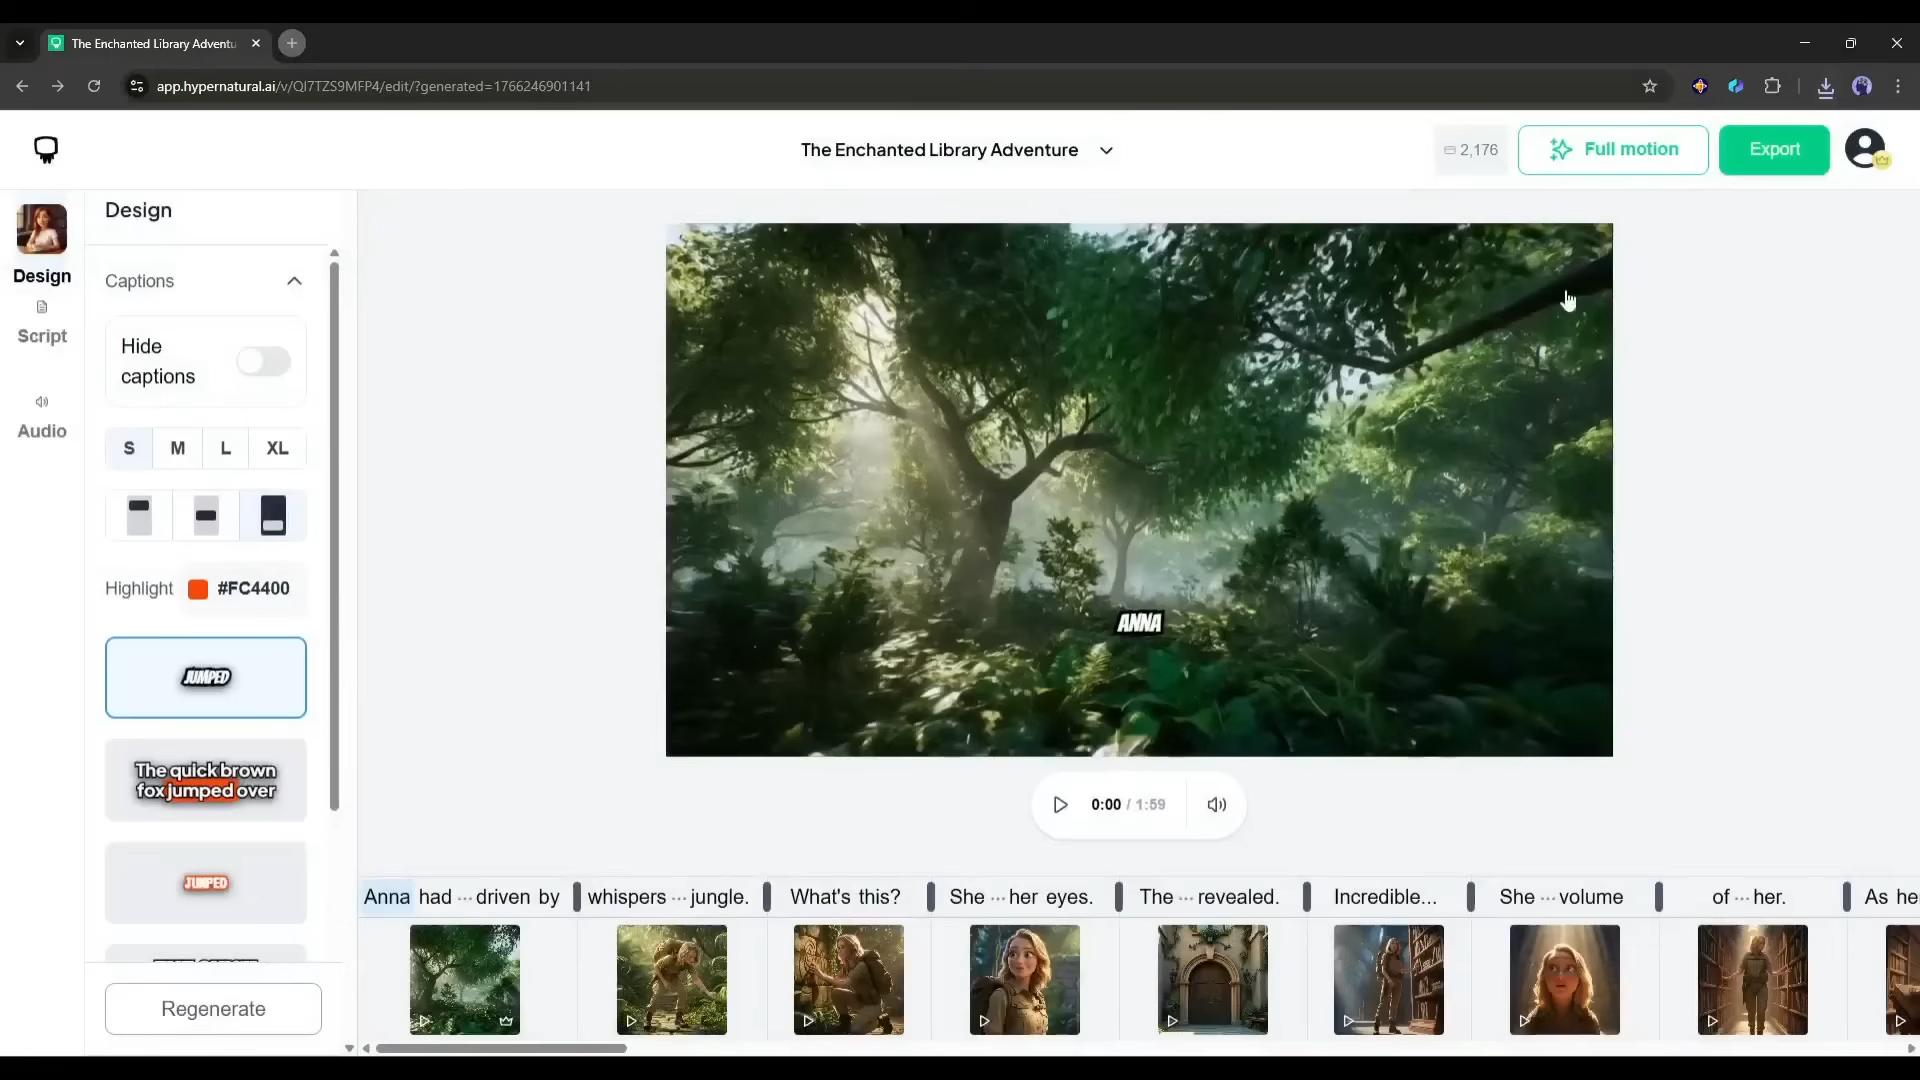 The Enchanted Library Adventu
app.hypernatural.ai/v/QI7TZS9MFP4/edit/?generated=1766246901141
The Enchanted Library Adventure
2,176
Full motion
Export
Design
Design
Script
Audio
Captions
Hide
captions
S M L XL
Highlight #FC4400
JUMPED
The quick brown
fox jumped over
JUMPED
Regenerate
ANNA
0:00 / 1:59
Anna had ··· driven by
whispers ··· jungle.
What's this?
She ··· her eyes.
The ··· revealed.
Incredible...
She ··· volume
of ··· her.
As he